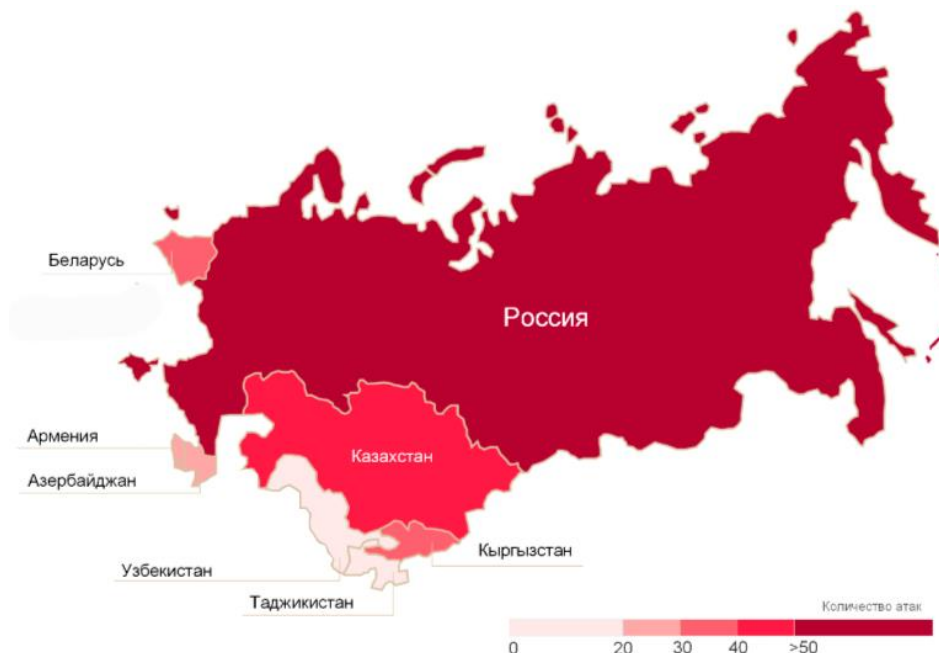 Беларусь
Россия
Армения
Казахстан
Азербайджан
Кыргызстан
Узбекистан
Таджикистан
Количество атак
0 20 30 40 >50